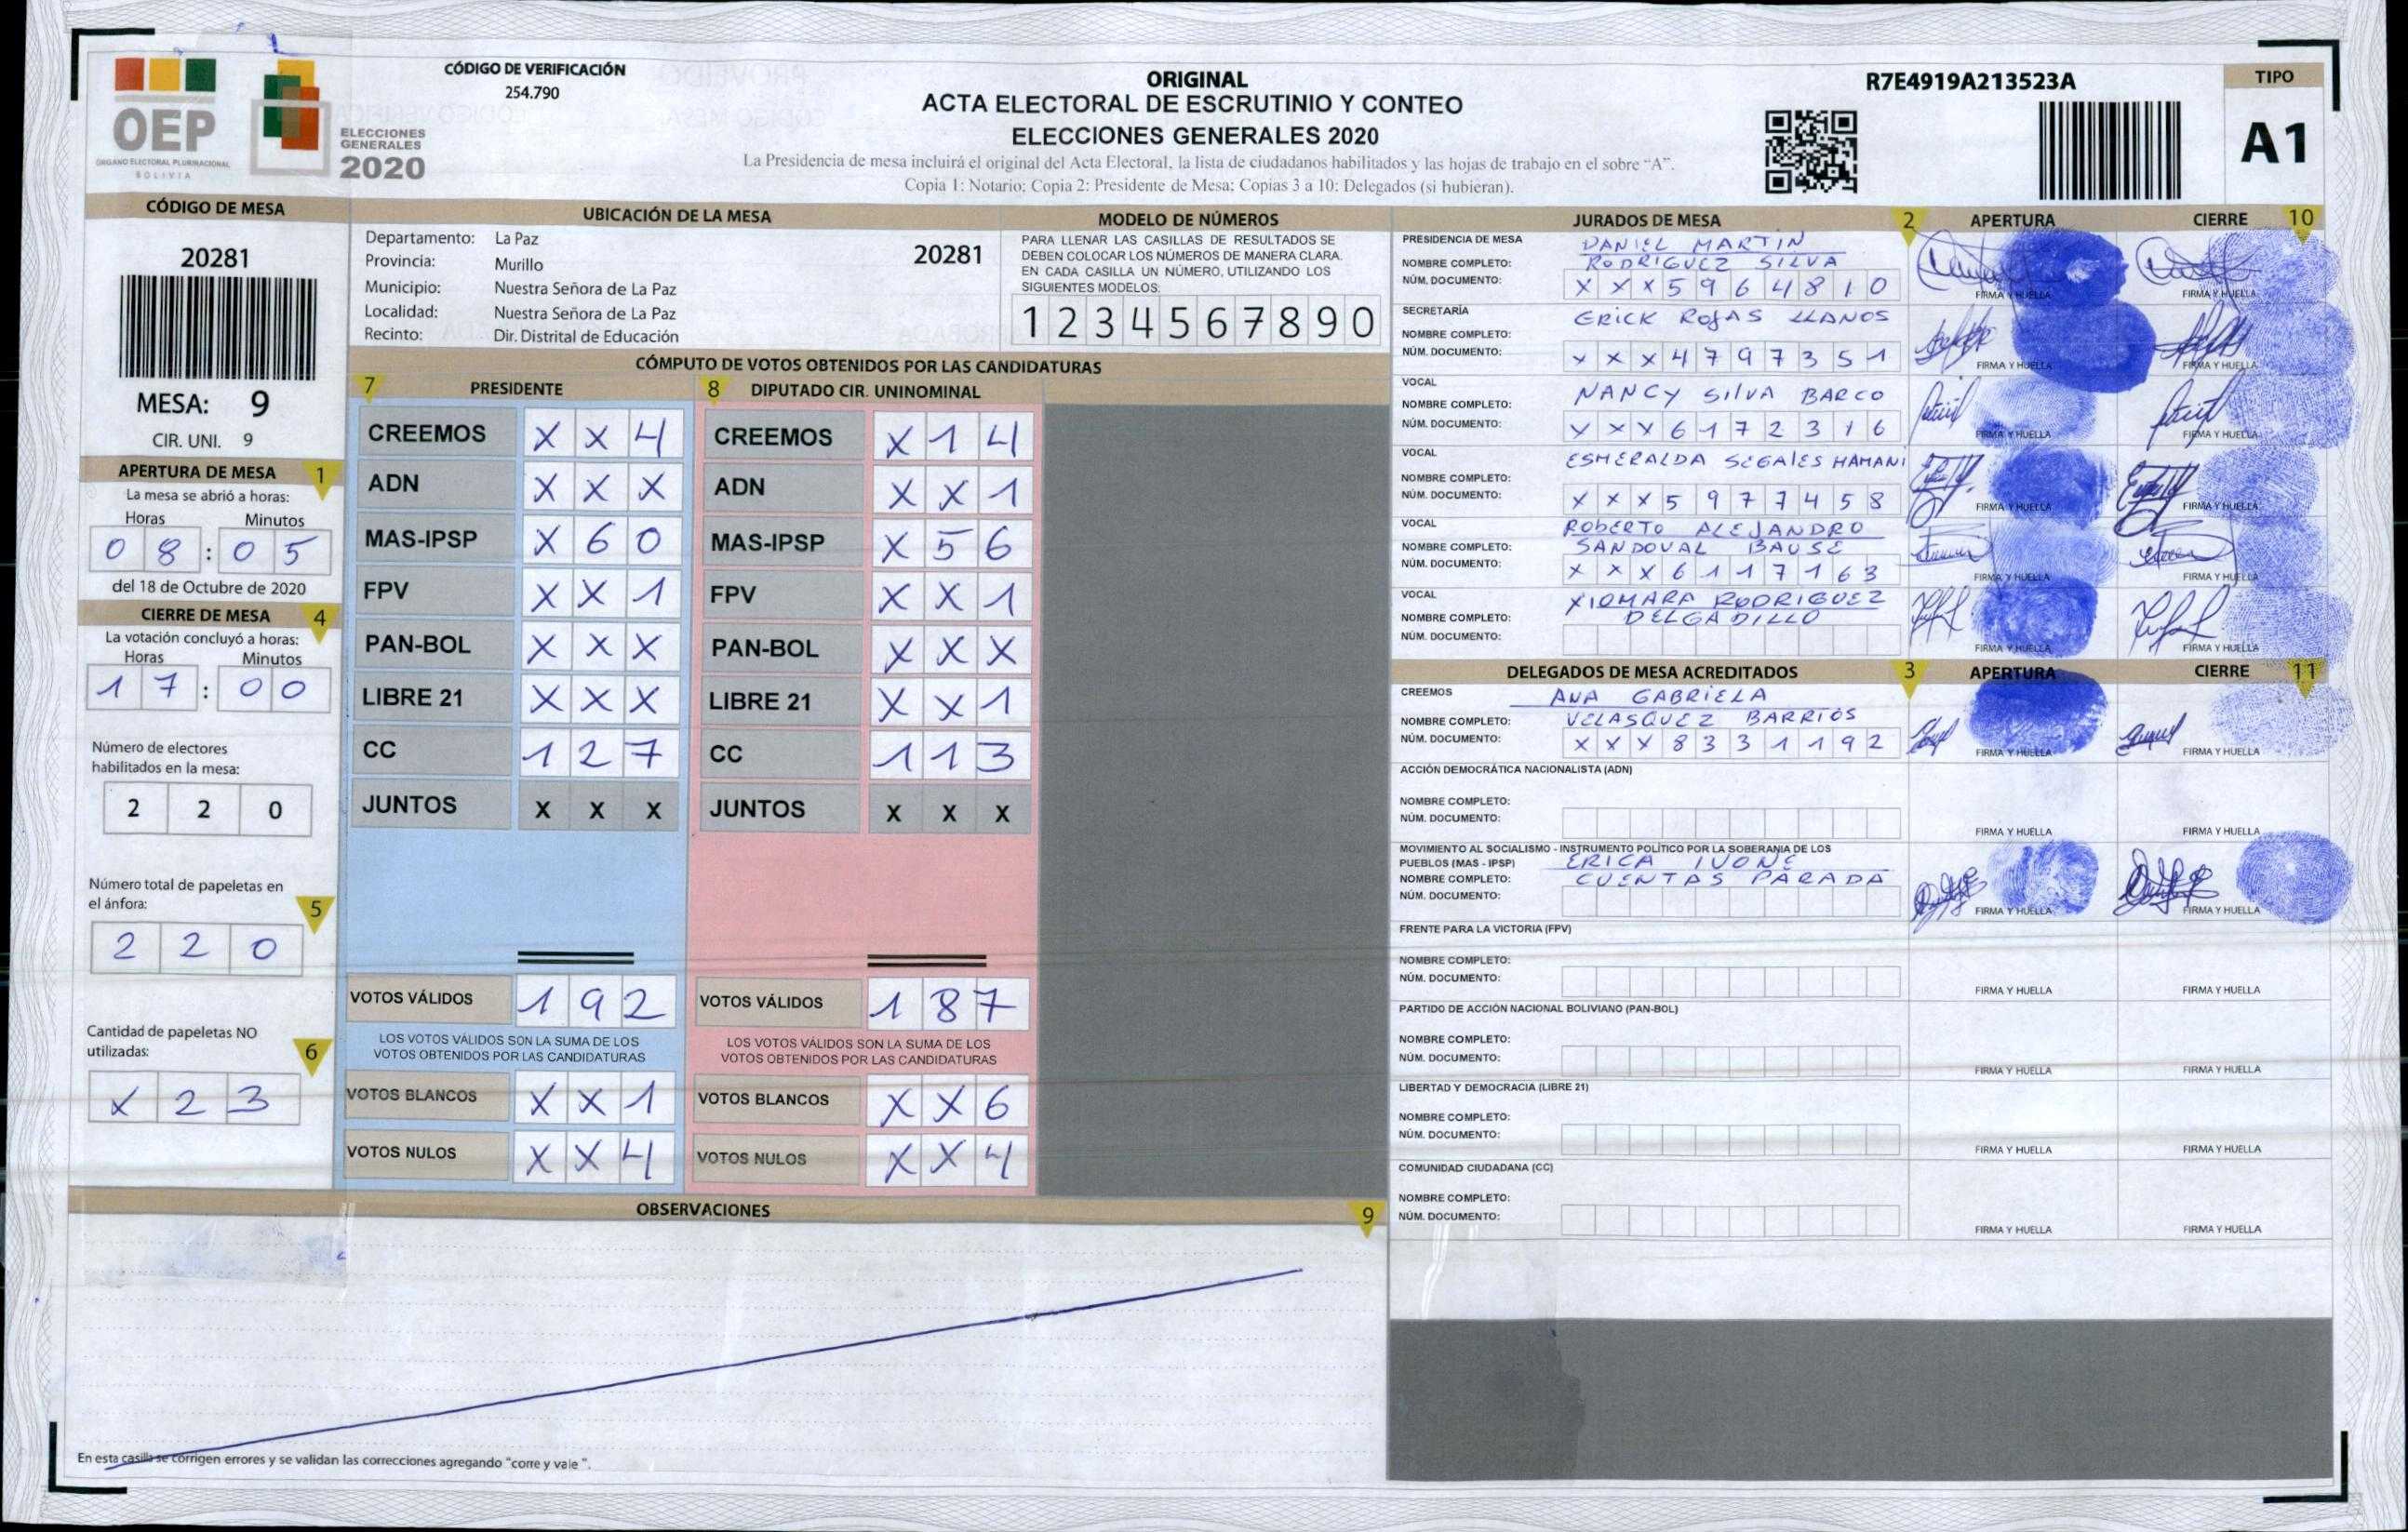 OEP
ÓRGANO ELECTORAL PLURINACIONAL
BOLIVIA
ELECCIONES
GENERALES
2020
CÓDIGO DE VERIFICACIÓN
254.790
ORIGINAL
ACTA ELECTORAL DE ESCRUTINIO Y CONTEO
ELECCIONES GENERALES 2020
La Presidencia de mesa incluirá el original del Acta Electoral, la lista de ciudadanos habilitados y las hojas de trabajo en el sobre “A”.
Copia 1: Notario; Copia 2: Presidente de Mesa; Copias 3 a 10: Delegados (si hubieran).
R7E4919A213523A
TIPO
A1
CÓDIGO DE MESA
20281
MESA: 9
CIR. UNI. 9
APERTURA DE MESA 1
La mesa se abrió a horas:
Horas Minutos
0 8 : 0 5
del 18 de Octubre de 2020
CIERRE DE MESA 4
La votación concluyó a horas:
Horas Minutos
1 7 : 0 0
Número de electores
habilitados en la mesa:
2 2 0
Número total de papeletas en
el ánfora: 5
2 2 0
Cantidad de papeletas NO
utilizadas: 6
X 2 3
UBICACIÓN DE LA MESA
Departamento: La Paz 20281
Provincia: Murillo
Municipio: Nuestra Señora de La Paz
Localidad: Nuestra Señora de La Paz
Recinto: Dir. Distrital de Educación
MODELO DE NÚMEROS
PARA LLENAR LAS CASILLAS DE RESULTADOS SE
DEBEN COLOCAR LOS NÚMEROS DE MANERA CLARA.
EN CADA CASILLA UN NÚMERO, UTILIZANDO LOS
SIGUIENTES MODELOS:
1 2 3 4 5 6 7 8 9 0
CÓMPUTO DE VOTOS OBTENIDOS POR LAS CANDIDATURAS
7 PRESIDENTE
CREEMOS X X 4
ADN X X X
MAS-IPSP X 6 0
FPV X X 1
PAN-BOL X X X
LIBRE 21 X X X
CC 1 2 7
JUNTOS X X X
VOTOS VÁLIDOS 1 9 2
LOS VOTOS VÁLIDOS SON LA SUMA DE LOS
VOTOS OBTENIDOS POR LAS CANDIDATURAS
VOTOS BLANCOS X X 1
VOTOS NULOS X X 4
8 DIPUTADO CIR. UNINOMINAL
CREEMOS X 1 4
ADN X X 1
MAS-IPSP X 5 6
FPV X X 1
PAN-BOL X X X
LIBRE 21 X X 1
CC 1 1 3
JUNTOS X X X
VOTOS VÁLIDOS 1 8 7
LOS VOTOS VÁLIDOS SON LA SUMA DE LOS
VOTOS OBTENIDOS POR LAS CANDIDATURAS
VOTOS BLANCOS X X 6
VOTOS NULOS X X 4
OBSERVACIONES 9
En esta casilla se corrigen errores y se validan las correcciones agregando "corre y vale ".
JURADOS DE MESA 2 APERTURA CIERRE 10
PRESIDENCIA DE MESA DANIEL MARTIN
NOMBRE COMPLETO: RODRIGUEZ SILVA
NÚM. DOCUMENTO: X X X 5 9 6 4 8 1 0 FIRMA Y HUELLA FIRMA Y HUELLA
SECRETARÍA ERICK ROJAS LLANOS
NOMBRE COMPLETO:
NÚM. DOCUMENTO: X X X 4 7 9 7 3 5 1 FIRMA Y HUELLA FIRMA Y HUELLA
VOCAL NANCY SILVA BARCO
NOMBRE COMPLETO:
NÚM. DOCUMENTO: X X X 6 1 7 2 3 1 6 FIRMA Y HUELLA FIRMA Y HUELLA
VOCAL ESMERALDA SEGALES MAMANI
NOMBRE COMPLETO:
NÚM. DOCUMENTO: X X X 5 9 7 7 4 5 8 FIRMA Y HUELLA FIRMA Y HUELLA
VOCAL ROBERTO ALEJANDRO
NOMBRE COMPLETO: SANDOVAL BAUSE
NÚM. DOCUMENTO: X X X 6 1 1 7 1 6 3 FIRMA Y HUELLA FIRMA Y HUELLA
VOCAL XIOMARA RODRIGUEZ
NOMBRE COMPLETO: DELGADILLO
NÚM. DOCUMENTO: FIRMA Y HUELLA FIRMA Y HUELLA
DELEGADOS DE MESA ACREDITADOS 3 APERTURA CIERRE 11
CREEMOS ANA GABRIELA
NOMBRE COMPLETO: VELASQUEZ BARRIOS
NÚM. DOCUMENTO: X X X 8 3 3 1 1 9 2 FIRMA Y HUELLA FIRMA Y HUELLA
ACCIÓN DEMOCRÁTICA NACIONALISTA (ADN)
NOMBRE COMPLETO:
NÚM. DOCUMENTO: FIRMA Y HUELLA FIRMA Y HUELLA
MOVIMIENTO AL SOCIALISMO - INSTRUMENTO POLÍTICO POR LA SOBERANIA DE LOS
PUEBLOS (MAS - IPSP) ERICA IVONE
NOMBRE COMPLETO: CUENTAS PARADA
NÚM. DOCUMENTO: FIRMA Y HUELLA FIRMA Y HUELLA
FRENTE PARA LA VICTORIA (FPV)
NOMBRE COMPLETO:
NÚM. DOCUMENTO: FIRMA Y HUELLA FIRMA Y HUELLA
PARTIDO DE ACCIÓN NACIONAL BOLIVIANO (PAN-BOL)
NOMBRE COMPLETO:
NÚM. DOCUMENTO: FIRMA Y HUELLA FIRMA Y HUELLA
LIBERTAD Y DEMOCRACIA (LIBRE 21)
NOMBRE COMPLETO:
NÚM. DOCUMENTO: FIRMA Y HUELLA FIRMA Y HUELLA
COMUNIDAD CIUDADANA (CC)
NOMBRE COMPLETO:
NÚM. DOCUMENTO: FIRMA Y HUELLA FIRMA Y HUELLA